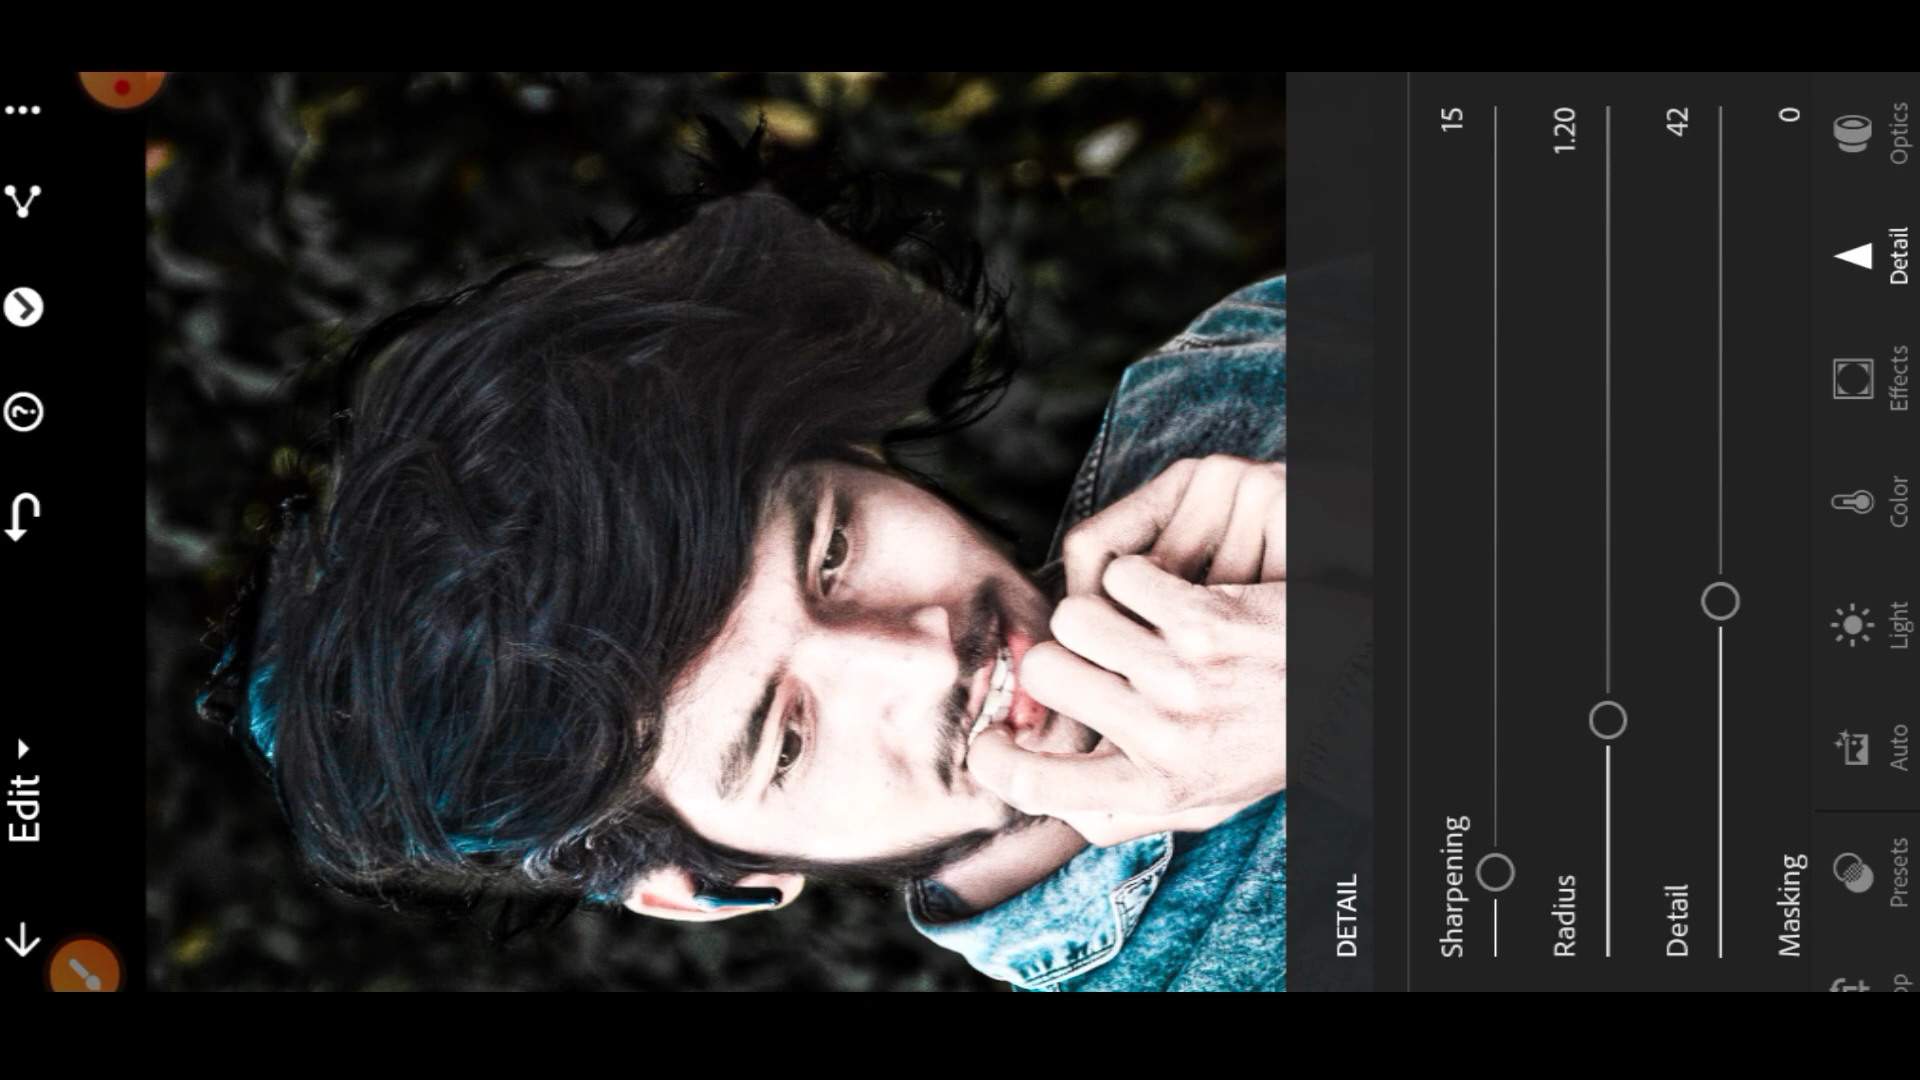 Edit
DETAIL
Sharpening 15
Radius 1.20
Detail 42
Masking 0
Presets
Auto
Light
Color
Effects
Detail
Optics